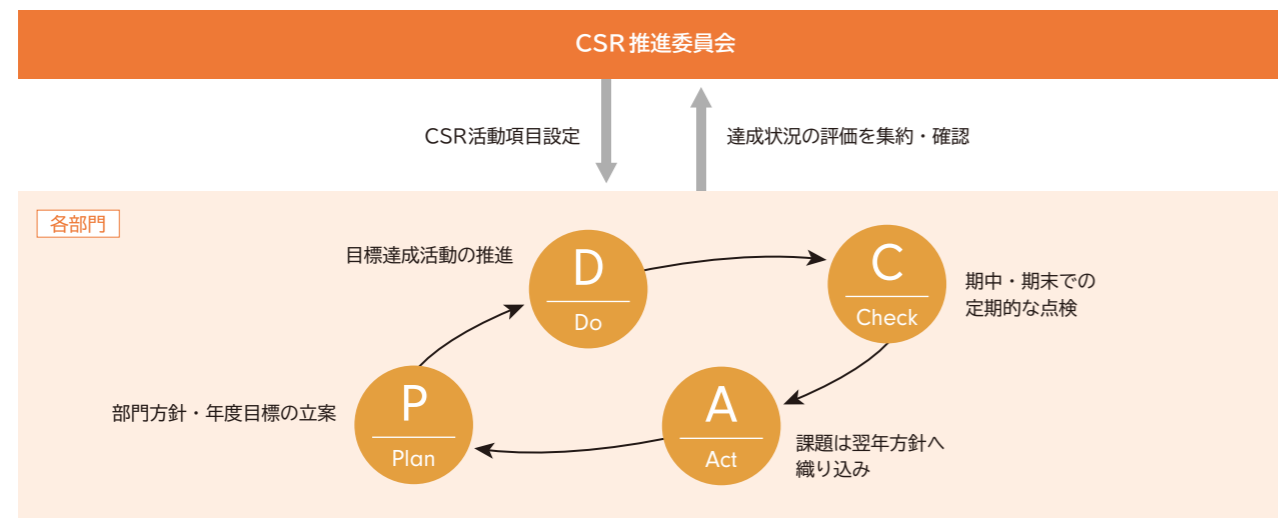 CSR推進委員会
CSR活動項目設定
達成状況の評価を集約・確認
各部門
目標達成活動の推進
D
Do
C
Check
期中・期末での
定期的な点検
部門方針・年度目標の立案
P
Plan
A
Act
課題は翌年方針へ
織り込み